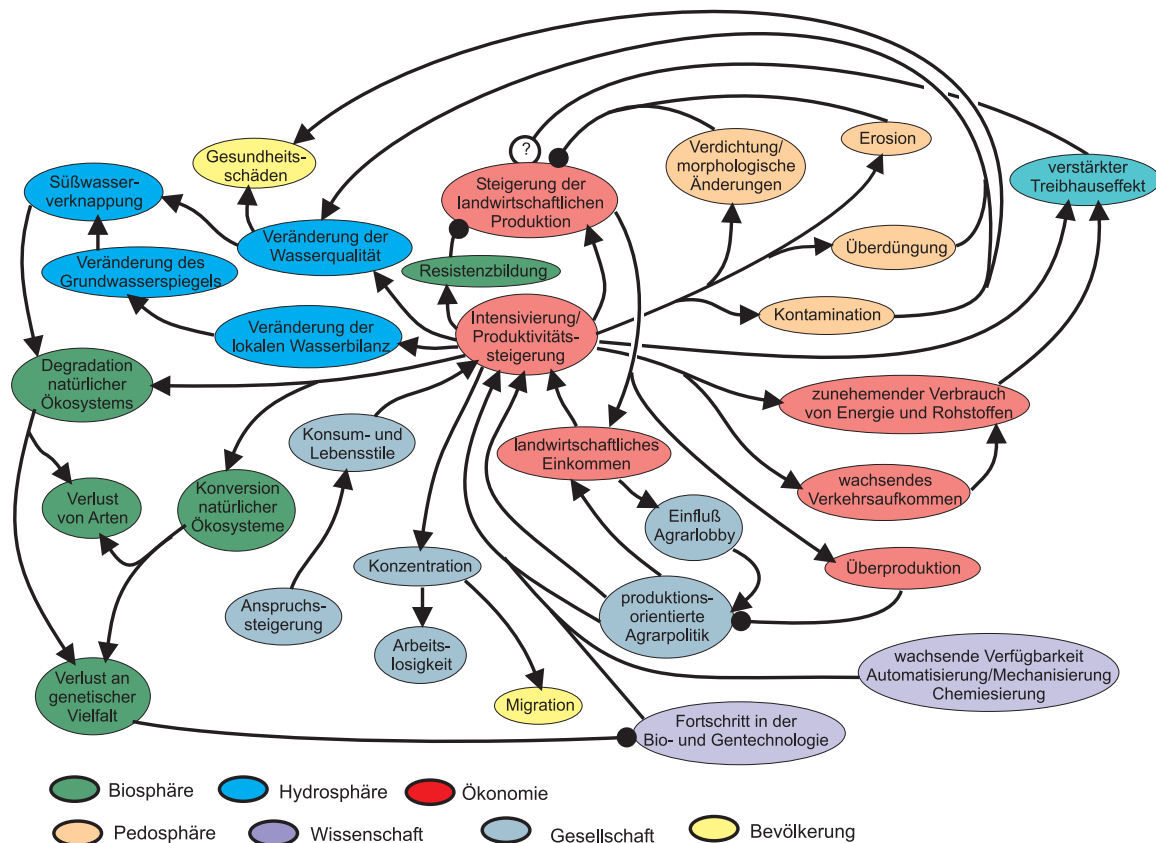 ?
Gesundheits-
schäden
Süßwasser-
verknappung
Veränderung des
Grundwasserspiegels
Veränderung der
Wasserqualität
Veränderung der
lokalen Wasserbilanz
Steigerung der
landwirtschaftlichen
Produktion
Resistenzbildung
Intensivierung/
Produktivitäts-
steigerung
Verdichtung/
morphologische
Änderungen
Erosion
Überdüngung
Kontamination
verstärkter
Treibhauseffekt
Degradation
natürlicher
Ökosystems
Verlust
von Arten
Konversion
natürlicher
Ökosysteme
Verlust an
genetischer
Vielfalt
Konsum- und
Lebensstile
Anspruchs-
steigerung
Konzentration
Arbeits-
losigkeit
Migration
landwirtschaftliches
Einkommen
Einfluß
Agrarlobby
produktions-
orientierte
Agrarpolitik
zunehemender Verbrauch
von Energie und Rohstoffen
wachsendes
Verkehrsaufkommen
Überproduktion
wachsende Verfügbarkeit
Automatisierung/Mechanisierung
Chemiesierung
Fortschritt in der
Bio- und Gentechnologie
Biosphäre
Hydrosphäre
Ökonomie
Pedosphäre
Wissenschaft
Gesellschaft
Bevölkerung